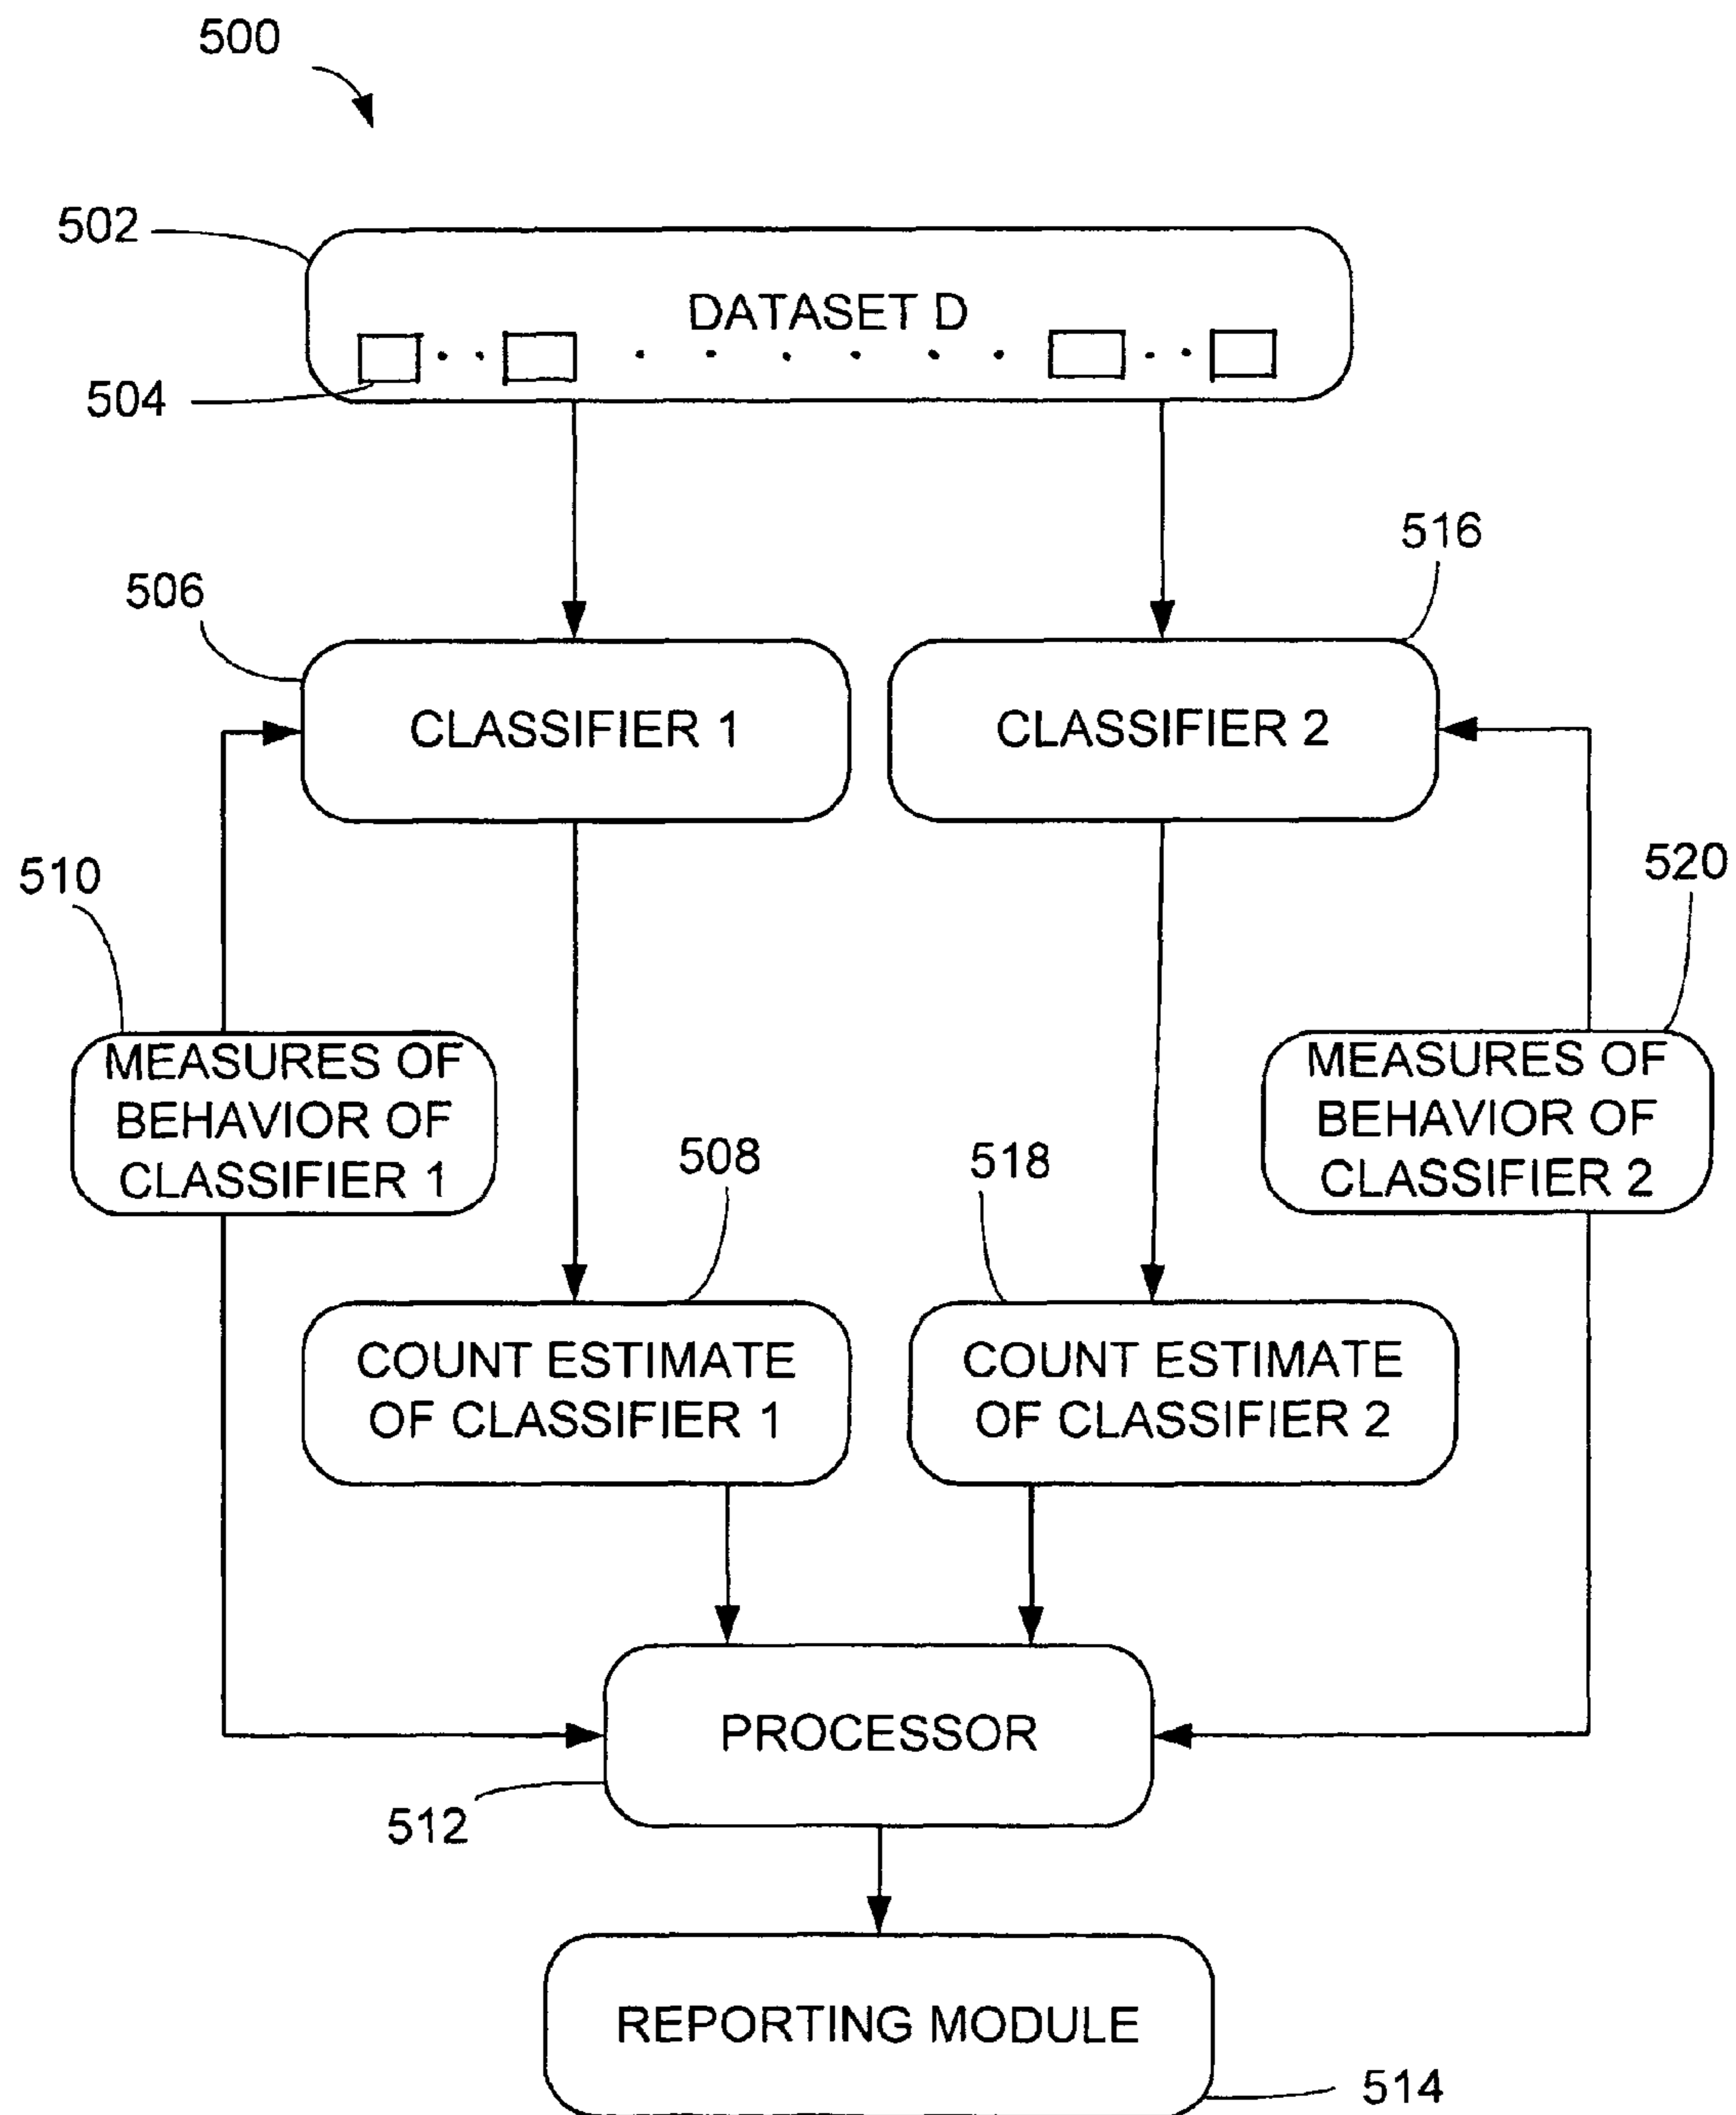 500
502
DATASET D
504
516
506
CLASSIFIER 1
CLASSIFIER 2
510
520
MEASURES OF
BEHAVIOR OF
CLASSIFIER 1
MEASURES OF
BEHAVIOR OF
CLASSIFIER 2
508
518
COUNT ESTIMATE
OF CLASSIFIER 1
COUNT ESTIMATE
OF CLASSIFIER 2
PROCESSOR
512
REPORTING MODULE
514